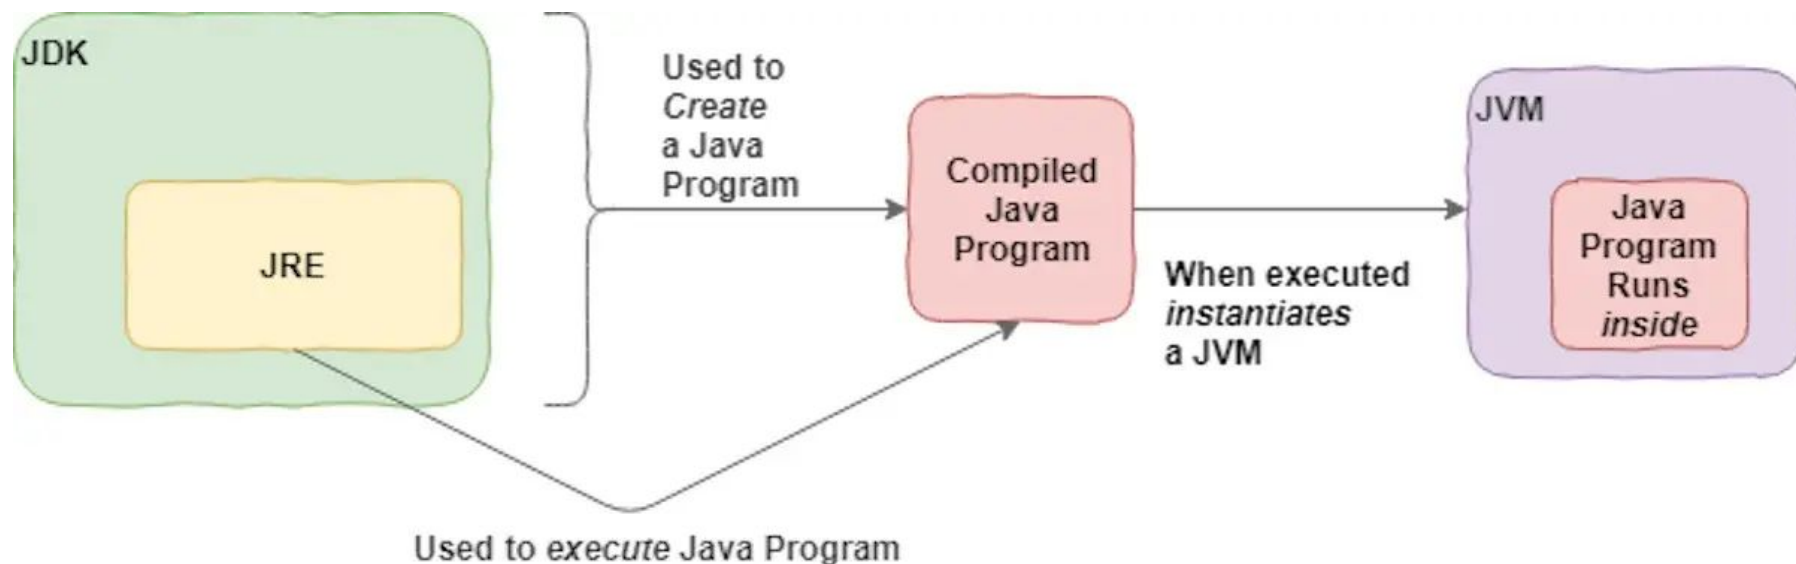 JDK
JRE
Used to
Create
a Java
Program
Compiled
Java
Program
When executed
instantiates
a JVM
JVM
Java
Program
Runs
inside
Used to execute Java Program